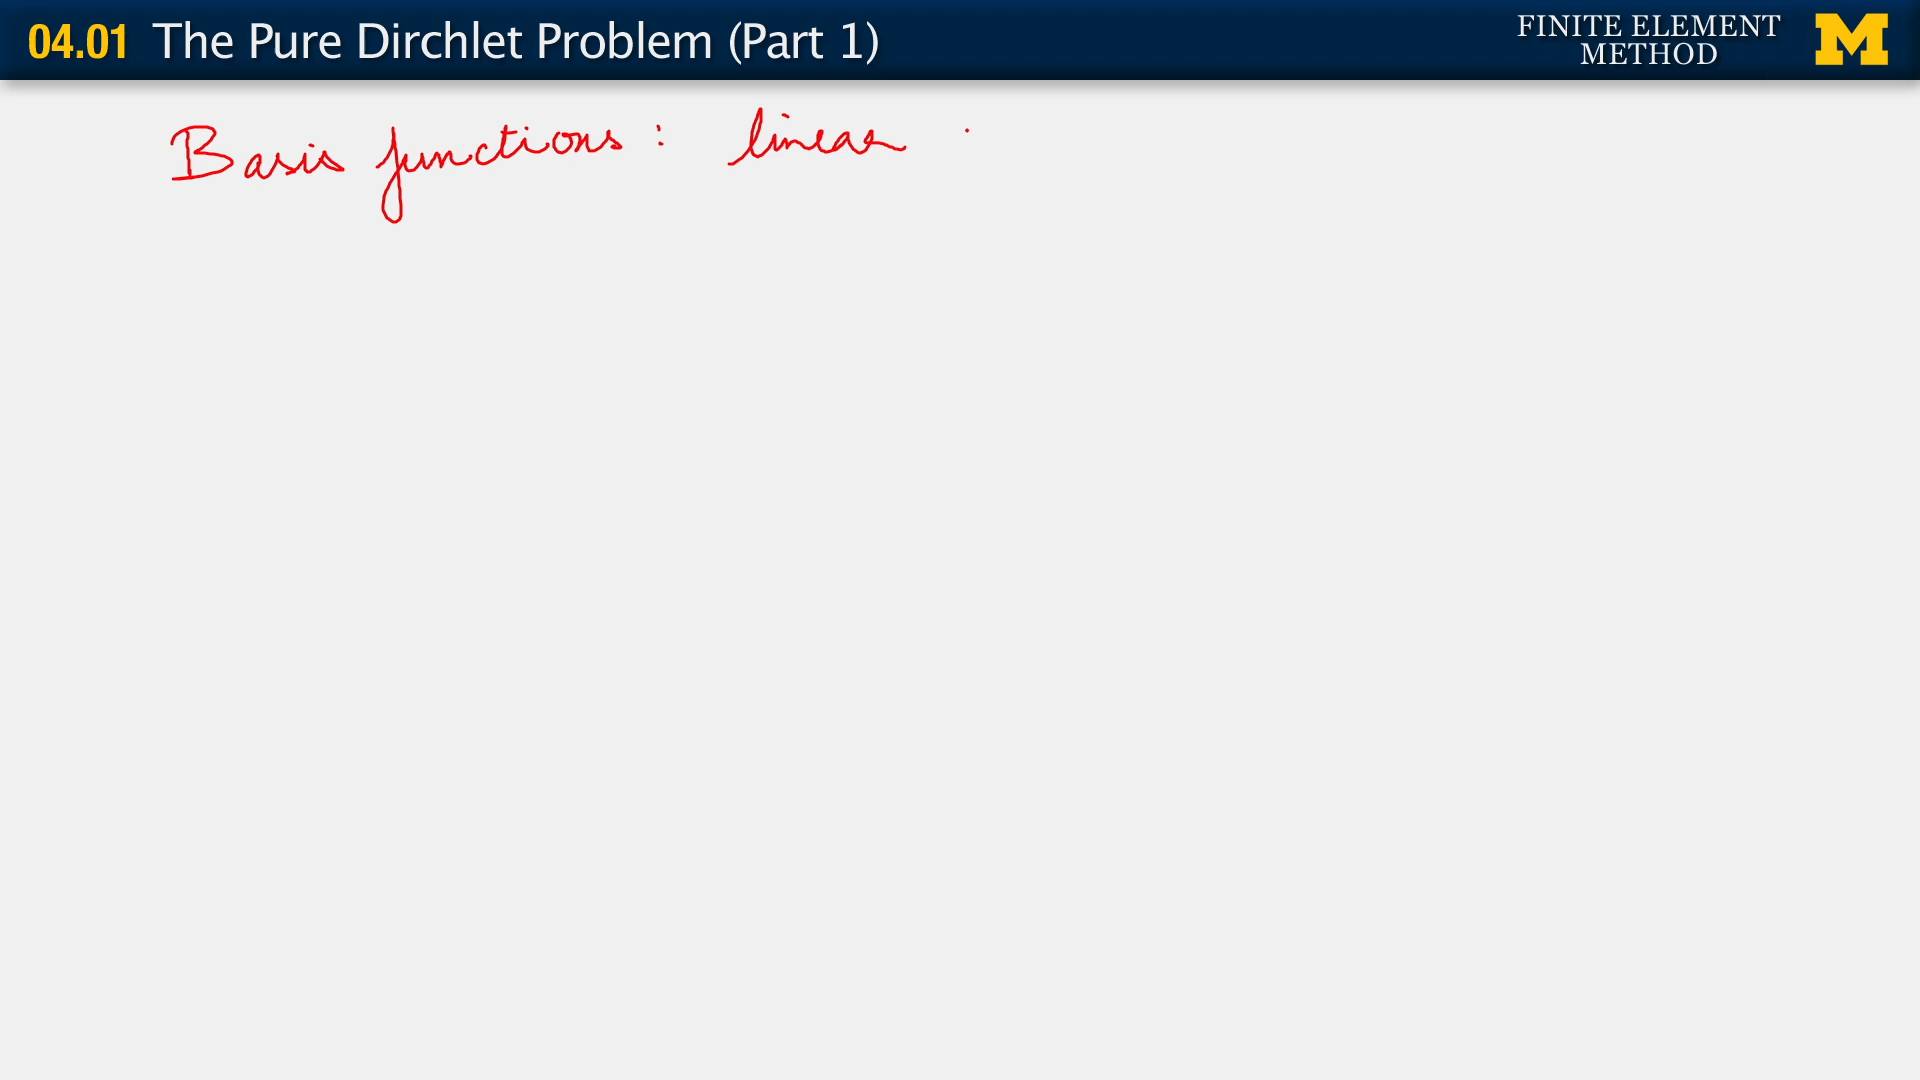 04.01 The Pure Dirchlet Problem (Part 1)
FINITE ELEMENT
METHOD
M
Basis functions : linear